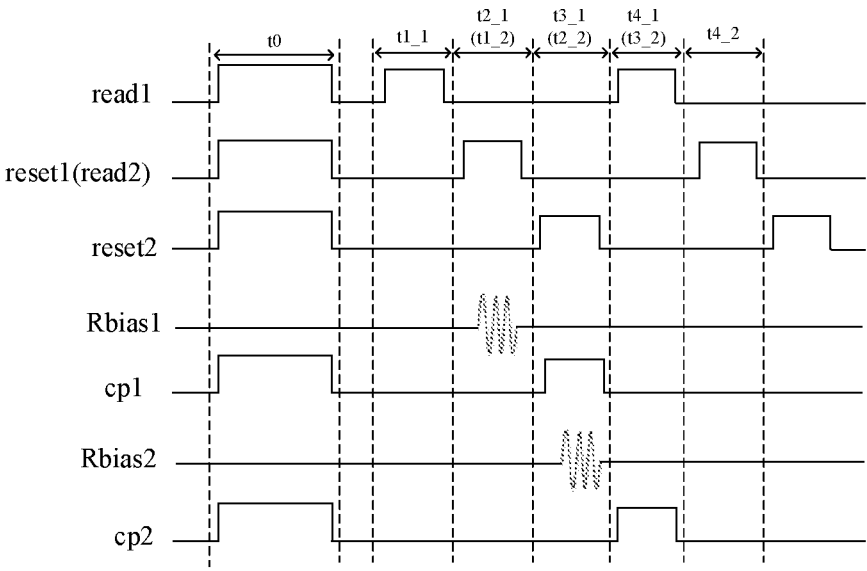 t0
t1_1
t2_1
(t1_2)
t3_1
(t2_2)
t4_1
(t3_2)
t4_2
read1
reset1(read2)
reset2
Rbias1
cp1
Rbias2
cp2